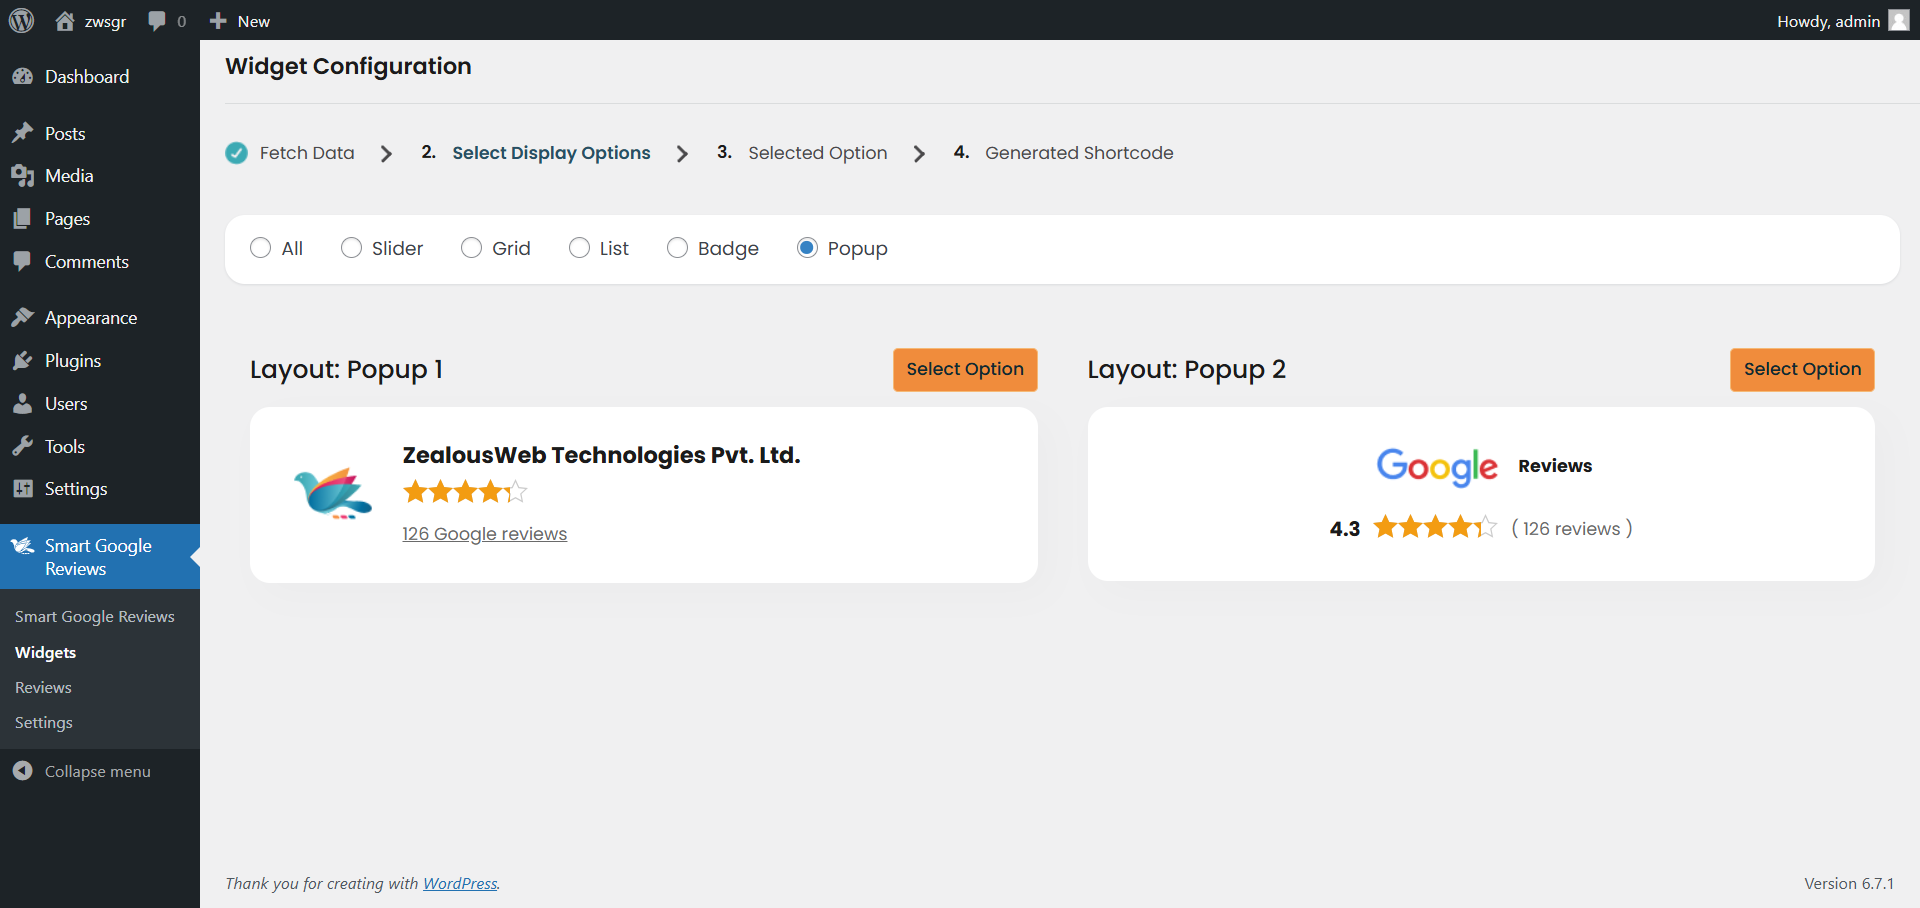 zwsgr 0 New Howdy, admin
Dashboard
Posts
Media
Pages
Comments
Appearance
Plugins
Users
Tools
Settings
Smart Google
Reviews
Smart Google Reviews
Widgets
Reviews
Settings
Collapse menu
Widget Configuration
Fetch Data 2. Select Display Options 3. Selected Option 4. Generated Shortcode
All Slider Grid List Badge Popup
Layout: Popup 1 Select Option
ZealousWeb Technologies Pvt. Ltd.
126 Google reviews
Layout: Popup 2 Select Option
Google Reviews
4.3 ( 126 reviews )
Thank you for creating with WordPress.
Version 6.7.1